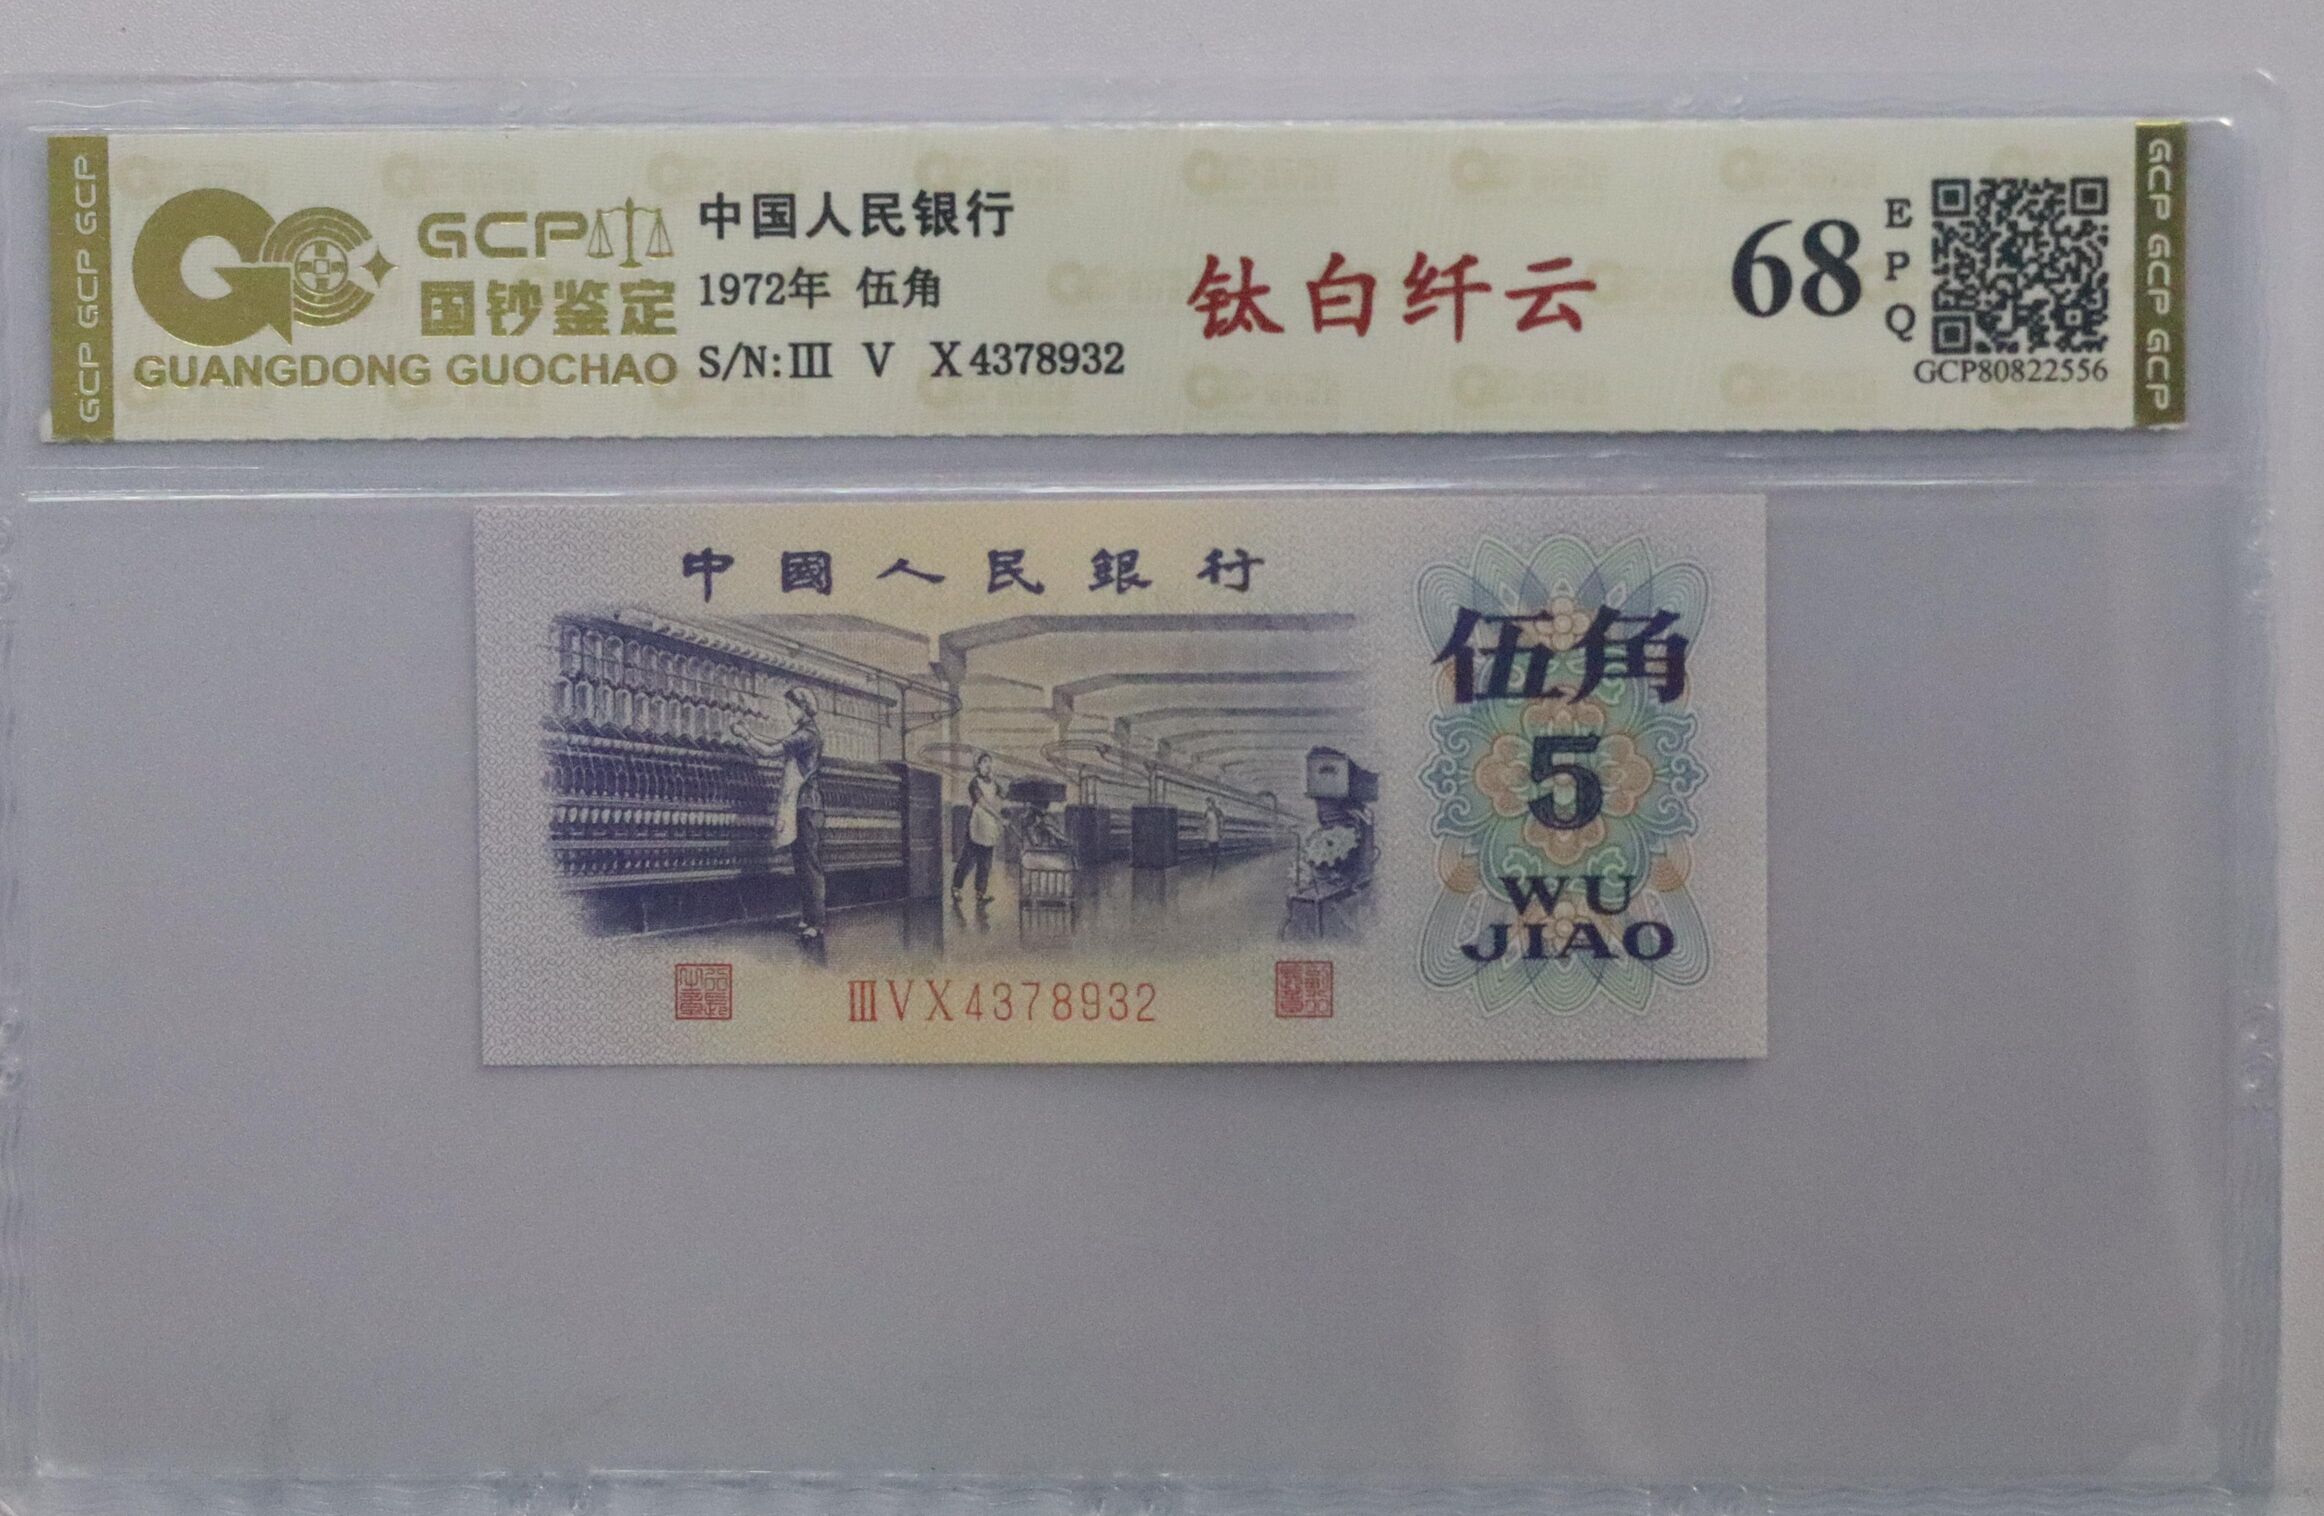 GCP GCP GCP
GCP
国钞鉴定
GUANGDONG GUOCHAO
中国人民银行
1972年 伍角
S/N:III V X4378932
钛白纤云
68
EPQ
GCP80822556
GCP GCP GCP
中國人民銀行
伍角
5
WU
JIAO
IIIVX4378932